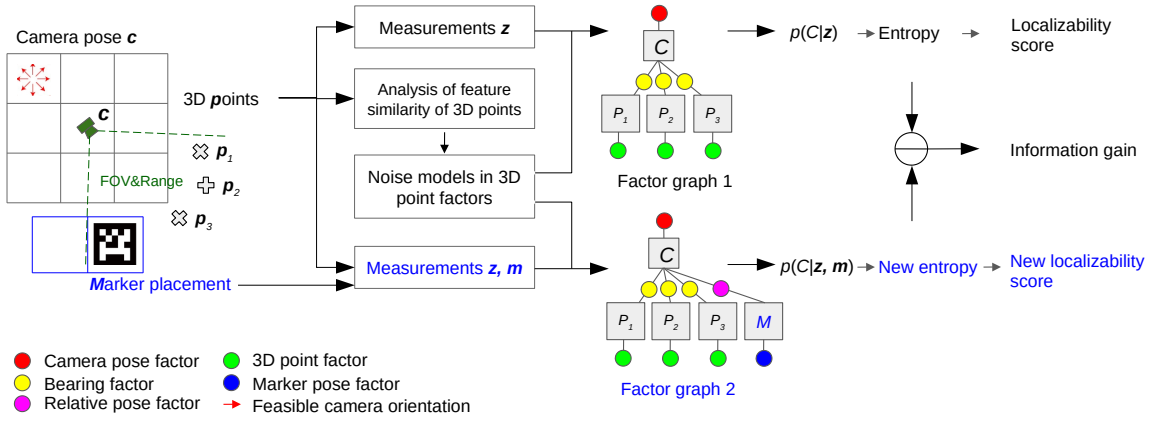 Camera pose c
c
FOV&Range
p1
p2
p3
Marker placement
3D points
Measurements z
Analysis of feature
similarity of 3D points
Noise models in 3D
point factors
Measurements z, m
C
P1 P2 P3
Factor graph 1
C
P1 P2 P3 M
Factor graph 2
p(C|z)
Entropy
Localizability
score
Information gain
p(C|z, m)
New entropy
New localizability
score
Camera pose factor
Bearing factor
Relative pose factor
3D point factor
Marker pose factor
Feasible camera orientation